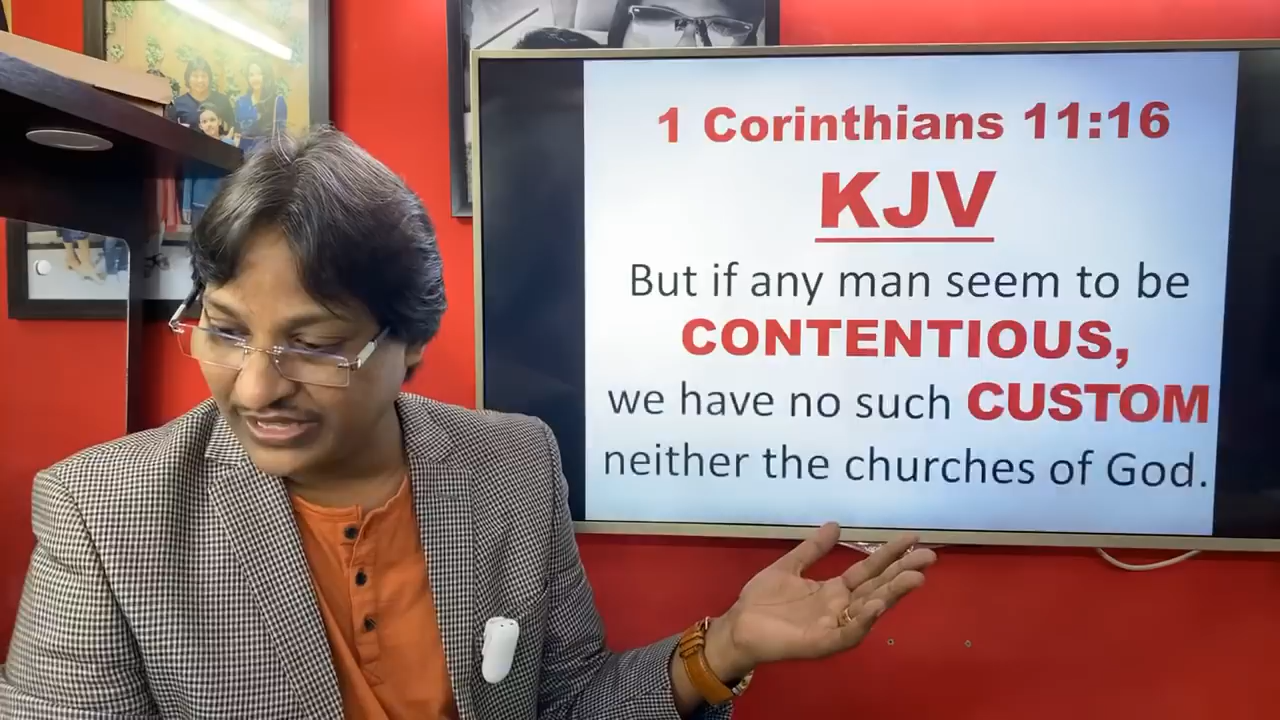 1 Corinthians 11:16
KJV
But if any man seem to be
CONTENTIOUS,
we have no such CUSTOM
neither the churches of God.